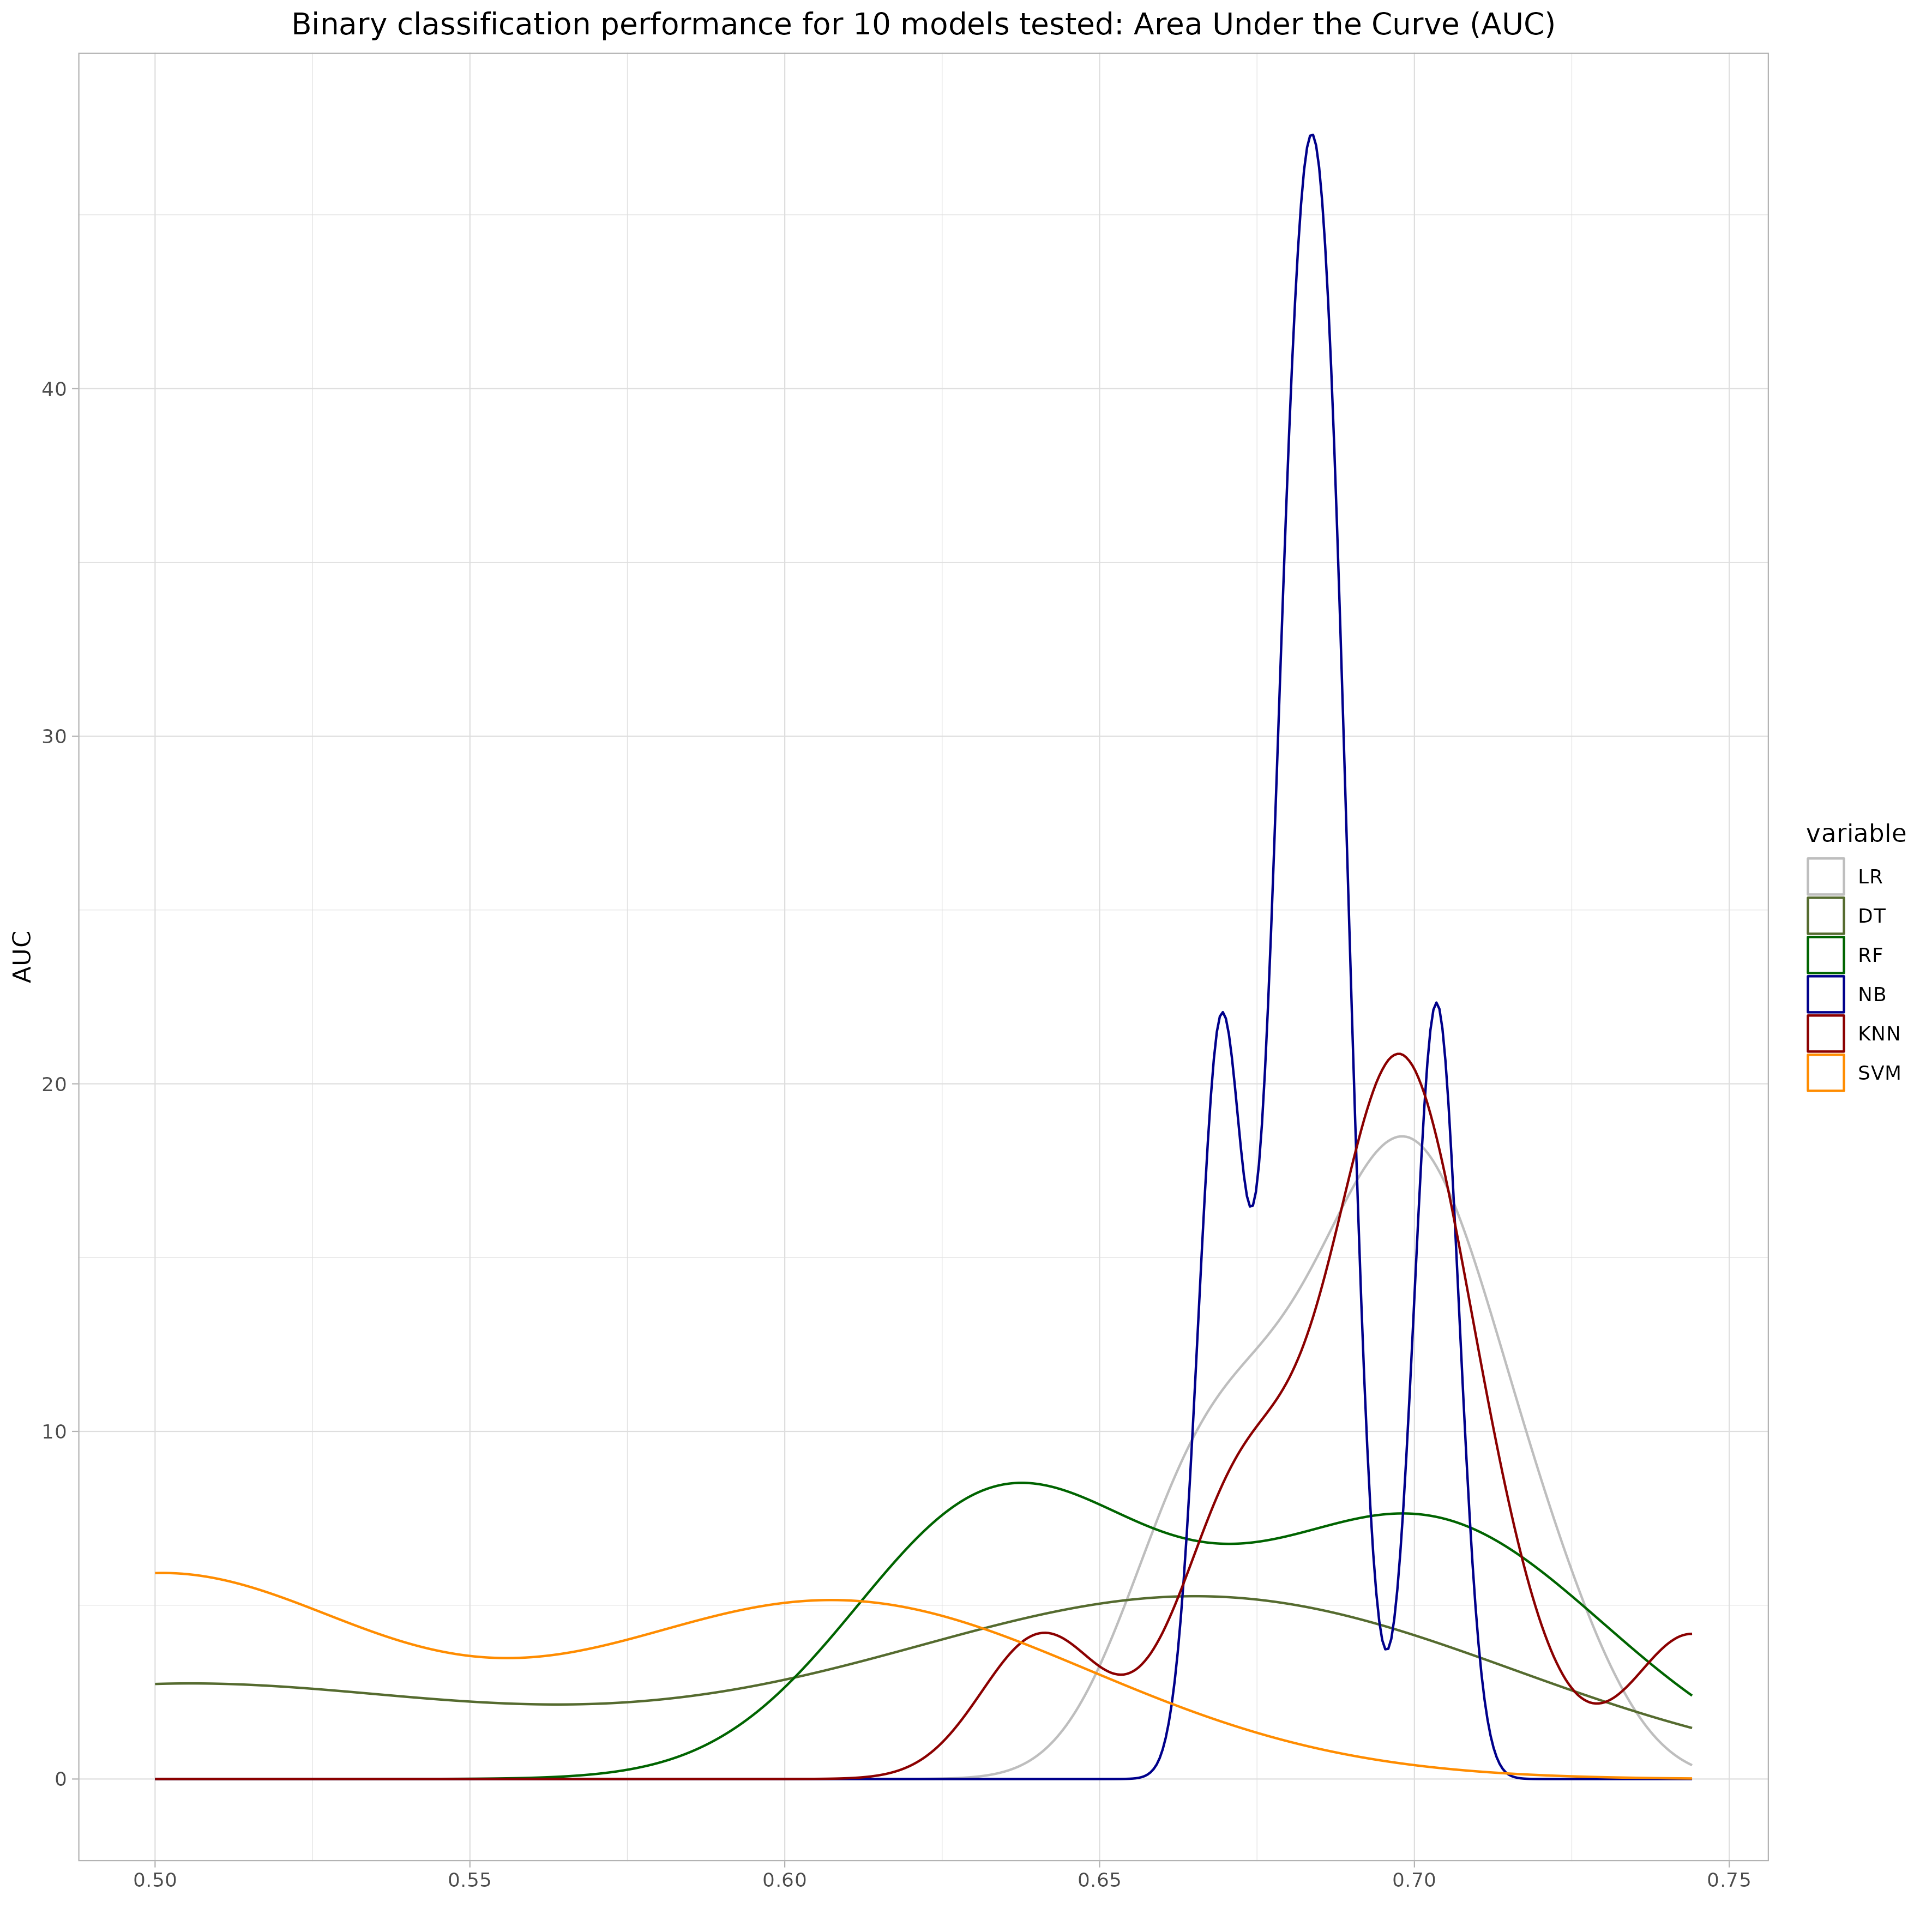 Binary classification performance for 10 models tested: Area Under the Curve (AUC)
AUC
40
30
20
10
0
0.50 0.55 0.60 0.65 0.70 0.75
variable
LR
DT
RF
NB
KNN
SVM